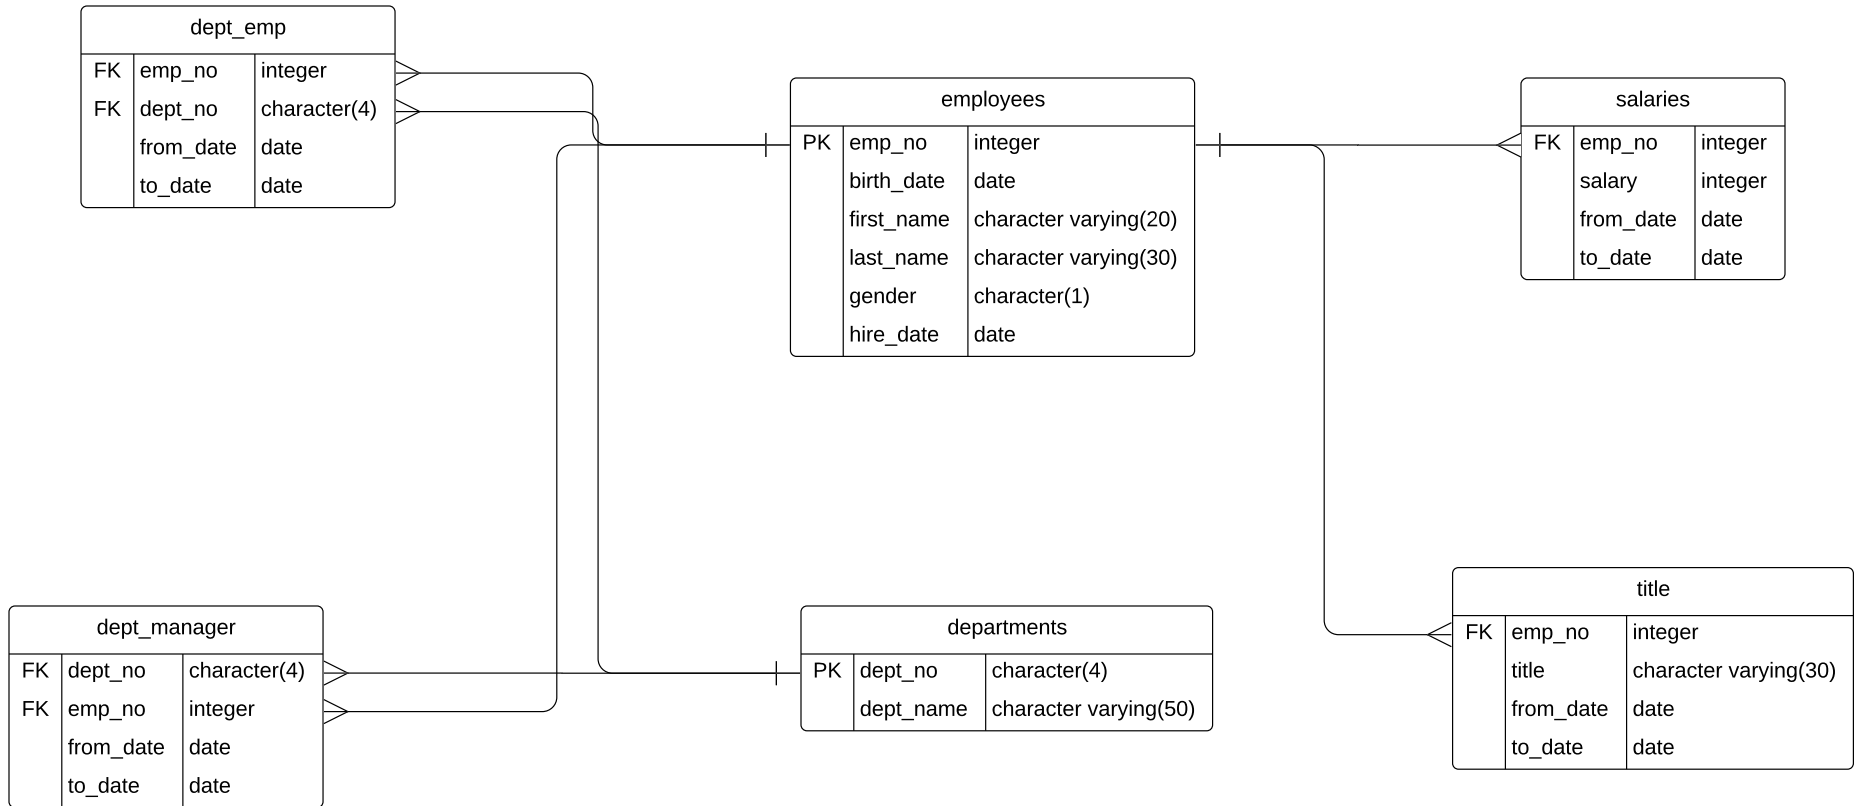 dept_emp
FK emp_no integer
FK dept_no character(4)
from_date date
to_date date
employees
PK emp_no integer
birth_date date
first_name character varying(20)
last_name character varying(30)
gender character(1)
hire_date date
salaries
FK emp_no integer
salary integer
from_date date
to_date date
dept_manager
FK dept_no character(4)
FK emp_no integer
from_date date
to_date date
departments
PK dept_no character(4)
dept_name character varying(50)
title
FK emp_no integer
title character varying(30)
from_date date
to_date date